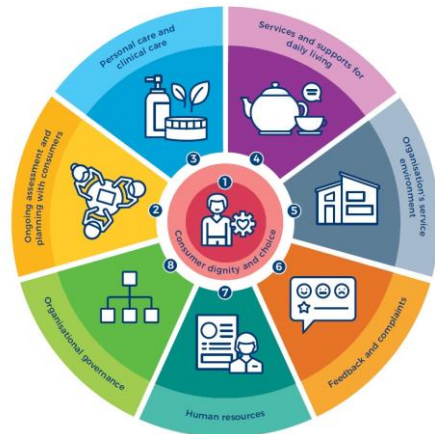 1
Consumer dignity and choice
2
Ongoing assessment and
planning with consumers
3
Personal care and
clinical care
4
Services and supports for
daily living
5
Organisation's service
environment
6
Feedback and complaints
7
Human resources
8
Organisational governance